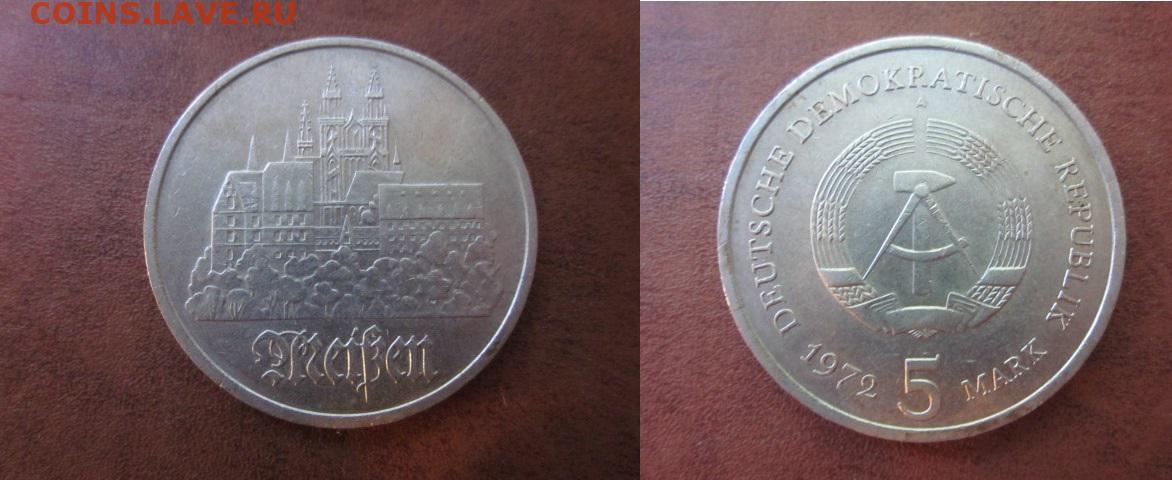 COINS.LAVE.RU
Meißen
A
DEUTSCHE DEMOKRATISCHE REPUBLIK
1972 5 MARK